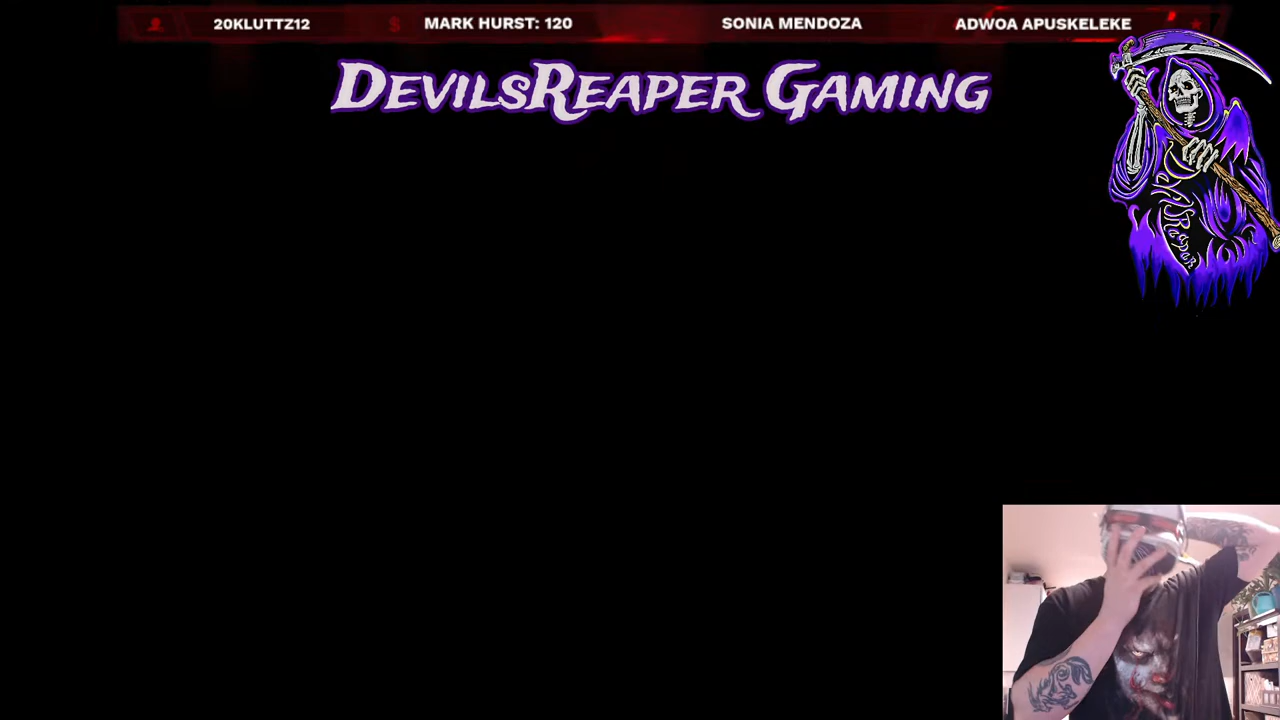 20KLUTTZ12 $ MARK HURST: 120 SONIA MENDOZA ADWOA APUSKELEKE
DEVILSREAPER GAMING